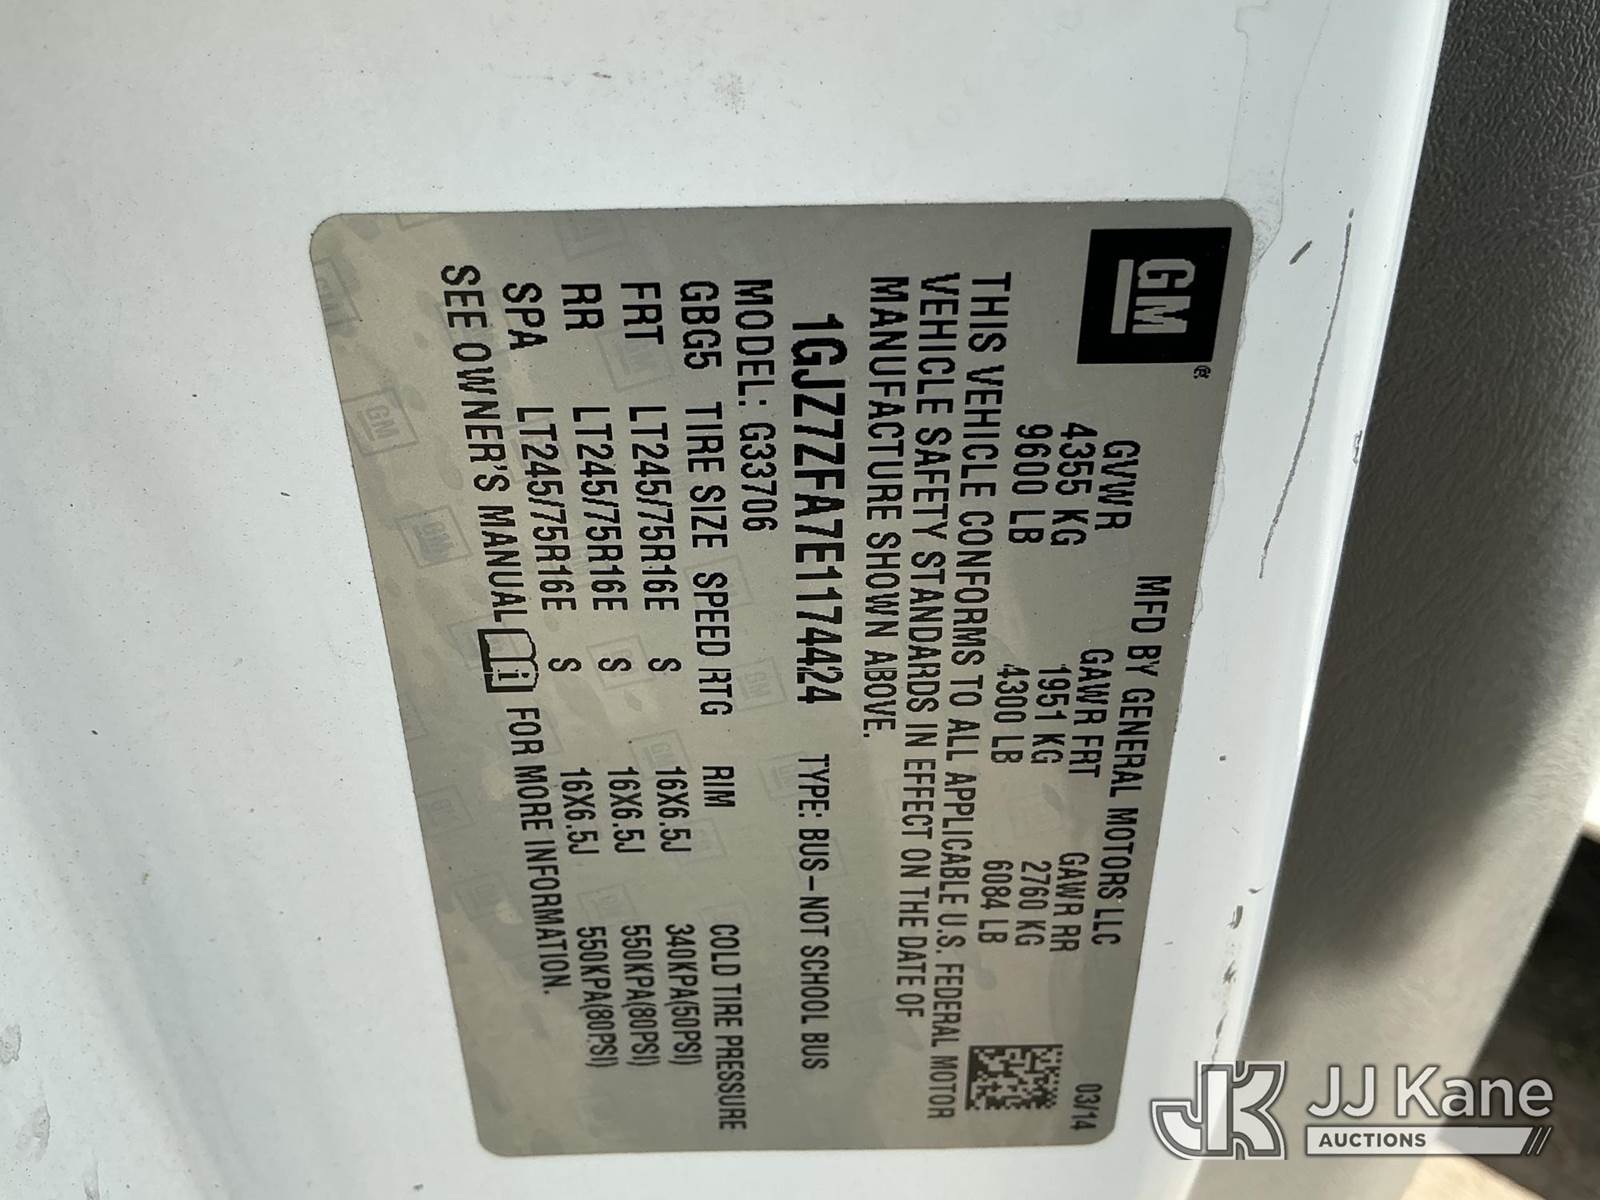 GM
MFD BY GENERAL MOTORS LLC 03/14
GVWR GAWR FRT GAWR RR
4355 KG 1951 KG 2760 KG
9600 LB 4300 LB 6084 LB
THIS VEHICLE CONFORMS TO ALL APPLICABLE U.S. FEDERAL MOTOR
VEHICLE SAFETY STANDARDS IN EFFECT ON THE DATE OF
MANUFACTURE SHOWN ABOVE.
1GJZ7ZFA7E1174424 TYPE: BUS-NOT SCHOOL BUS
MODEL: G33706
GBG5 TIRE SIZE SPEED RTG RIM COLD TIRE PRESSURE
FRT LT245/75R16E S 16X6.5J 340KPA(50PSI)
RR LT245/75R16E S 16X6.5J 550KPA(80PSI)
SPA LT245/75R16E S 16X6.5J 550KPA(80PSI)
SEE OWNER'S MANUAL i FOR MORE INFORMATION.
JK JJ Kane
AUCTIONS